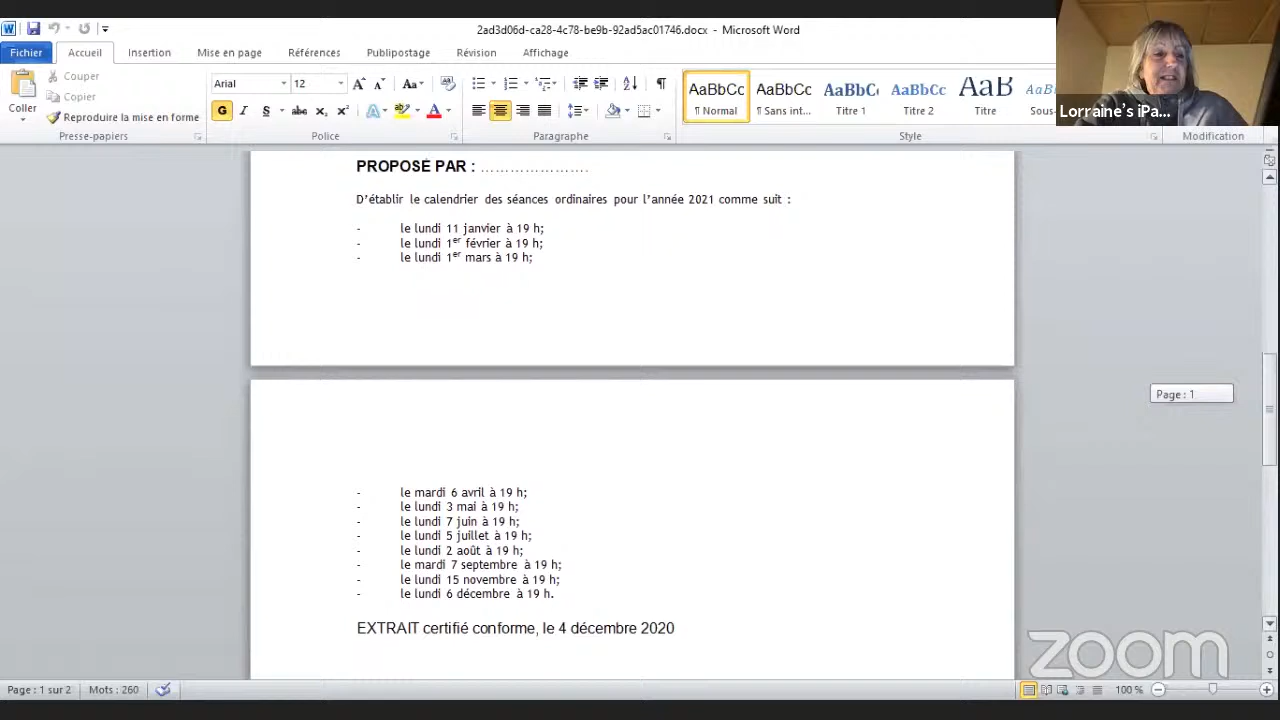 2ad3d06d-ca28-4c78-be9b-92ad5ac01746.docx - Microsoft Word
Fichier Accueil Insertion Mise en page Références Publipostage Révision Affichage
Coller
Couper
Copier
Reproduire la mise en forme
Presse-papiers
Arial 12
G I S abc x₂ x² A ab A
Police
Paragraphe
AaBbCc AaBbCc AaBbC AaBbCc AaB AaBb
¶ Normal ¶ Sans int... Titre 1 Titre 2 Titre Sous-
Style
Modification
Lorraine’s iPa...
PROPOSÉ PAR : ………………….
D’établir le calendrier des séances ordinaires pour l’année 2021 comme suit :
- le lundi 11 janvier à 19 h;
- le lundi 1er février à 19 h;
- le lundi 1er mars à 19 h;
Page : 1
- le mardi 6 avril à 19 h;
- le lundi 3 mai à 19 h;
- le lundi 7 juin à 19 h;
- le lundi 5 juillet à 19 h;
- le lundi 2 août à 19 h;
- le mardi 7 septembre à 19 h;
- le lundi 15 novembre à 19 h;
- le lundi 6 décembre à 19 h.
EXTRAIT certifié conforme, le 4 décembre 2020
zoom
Page : 1 sur 2 Mots : 260 100 %